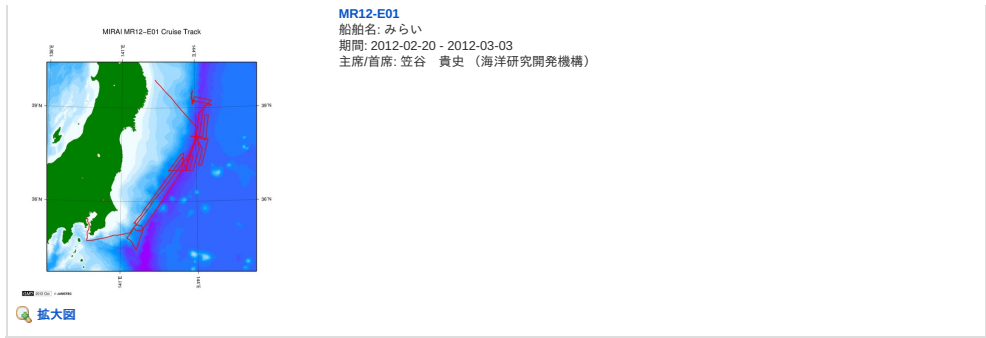 MR12-E01
船舶名: みらい
期間: 2012-02-20 - 2012-03-03
主席/首席: 笠谷　貴史 （海洋研究開発機構）
MIRAI MR12-E01 Cruise Track
39°N
39°N
36°N
36°N
拡大図